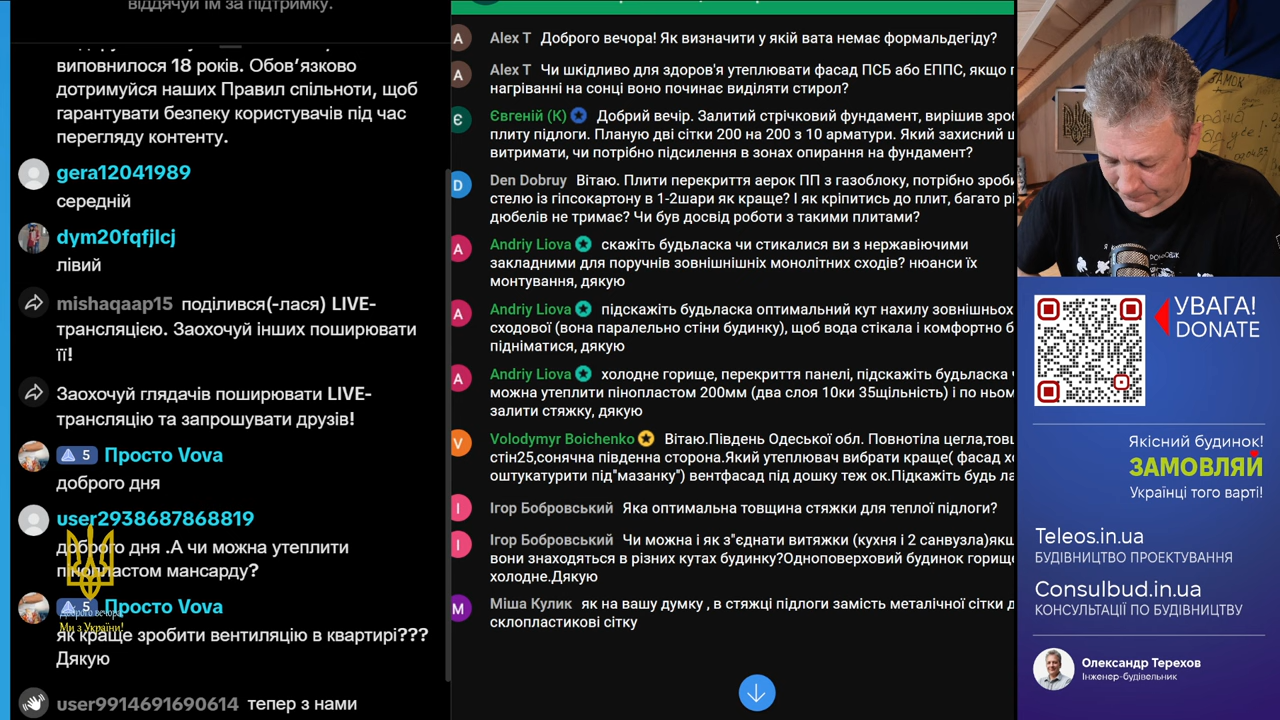 віддячуй їм за підтримку.
виповнилося 18 років. Обов’язково
дотримуйся наших Правил спільноти, щоб
гарантувати безпеку користувачів під час
перегляду контенту.
gera12041989
середній
dym20fqfjlcj
лівий
mishaqaap15 поділився(-лася) LIVE-
трансляцією. Заохочуй інших поширювати
її!
Заохочуй глядачів поширювати LIVE-
трансляцію та запрошувати друзів!
5 Просто Vova
доброго дня
user2938687868819
доброго дня .А чи можна утеплити
пінопластом мансарду?
5 Просто Vova
Доброго вечора!
Ми з України!
як краще зробити вентиляцію в квартирі???
Дякую
user9914691690614 тепер з нами
A Alex T Доброго вечора! Як визначити у якій вата немає формальдегіду?
A Alex T Чи шкідливо для здоров'я утеплювати фасад ПСБ або ЕППС, якщо
нагріванні на сонці воно починає виділяти стирол?
Є Євгеній (К) Добрий вечір. Залитий стрічковий фундамент, вирішив
плиту підлоги. Планую дві сітки 200 на 200 з 10 арматури. Який захисний
витримати, чи потрібно підсилення в зонах опирання на фундамент?
D Den Dobruy Вітаю. Плити перекриття аерок ПП з газоблоку, потрібно
стелю із гіпсокартону в 1-2шари як краще? І як кріпитись до плит, багато
дюбелів не тримає? Чи був досвід роботи з такими плитами?
A Andriy Liova скажіть будьласка чи стикалися ви з нержавіючими
закладними для поручнів зовнішнішніх монолітних сходів? нюанси їх
монтування, дякую
A Andriy Liova підскажіть будьласка оптимальний кут нахилу зовнішньох
сходової (вона паралельно стіни будинку), щоб вода стікала і комфортно
підніматися, дякую
A Andriy Liova холодне горище, перекриття панелі, підскажіть будьласка
можна утеплити пінопластом 200мм (два слоя 10ки 35щільність) і по
залити стяжку, дякую
V Volodymyr Boichenko Вітаю.Південь Одеської обл. Повнотіла
стін25,сонячна південна сторона.Який утеплювач вибрати краще( фасад
оштукатурити під"мазанку") вентфасад під дошку теж ок.Підкажіть будь
І Ігор Бобровський Яка оптимальна товщина стяжки для теплої підлоги?
І Ігор Бобровський Чи можна і як з"єднати витяжки (кухня і 2 санвузла)
вони знаходяться в різних кутах будинку?Одноповерховий будинок
холодне.Дякую
М Міша Кулик як на вашу думку , в стяжці підлоги замість металічної сітки
склопластикові сітку
УВАГА!
DONATE
Якісний будинок!
ЗАМОВЛЯЙ
Українці того варті!
Teleos.in.ua
БУДІВНИЦТВО ПРОЕКТУВАННЯ
Consulbud.in.ua
КОНСУЛЬТАЦІЇ ПО БУДІВНИЦТВУ
Олександр Терехов
Інженер-будівельник